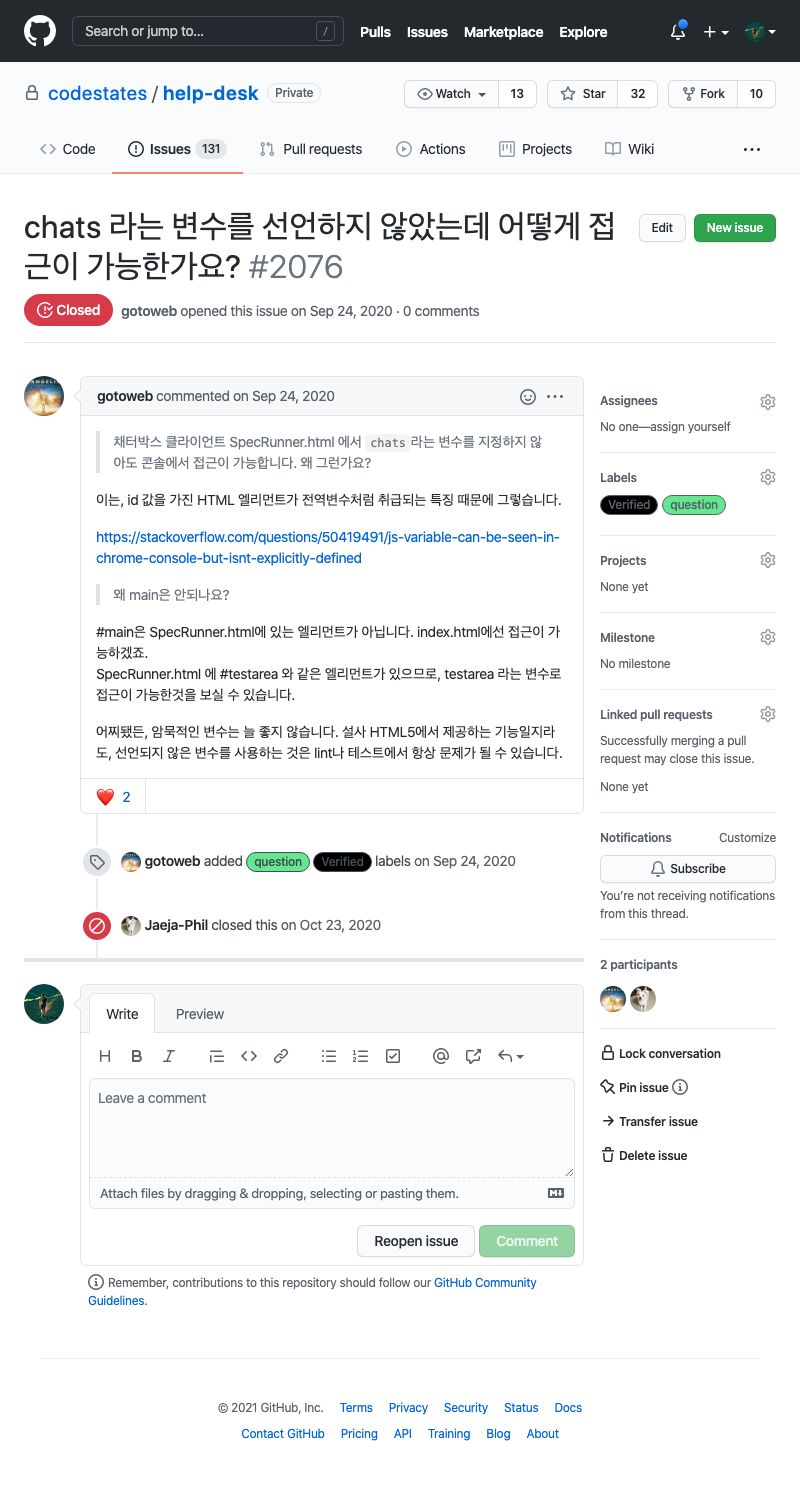 Search or jump to...
/
Pulls
Issues
Marketplace
Explore
codestates / help-desk
Private
Watch
13
Star
32
Fork
10
Code
Issues 131
Pull requests
Actions
Projects
Wiki
chats 라는 변수를 선언하지 않았는데 어떻게 접
근이 가능한가요? #2076
Edit
New issue
Closed
gotoweb opened this issue on Sep 24, 2020 · 0 comments
gotoweb commented on Sep 24, 2020
채터박스 클라이언트 SpecRunner.html 에서 chats 라는 변수를 지정하지 않
아도 콘솔에서 접근이 가능합니다. 왜 그런가요?
이는, id 값을 가진 HTML 엘리먼트가 전역변수처럼 취급되는 특징 때문에 그렇습니다.
https://stackoverflow.com/questions/50419491/js-variable-can-be-seen-in-
chrome-console-but-isnt-explicitly-defined
왜 main은 안되나요?
#main은 SpecRunner.html에 있는 엘리먼트가 아닙니다. index.html에선 접근이 가
능하겠죠.
SpecRunner.html 에 #testarea 와 같은 엘리먼트가 있으므로, testarea 라는 변수로
접근이 가능한것을 보실 수 있습니다.
어찌됐든, 암묵적인 변수는 늘 좋지 않습니다. 설사 HTML5에서 제공하는 기능일지라
도, 선언되지 않은 변수를 사용하는 것은 lint나 테스트에서 항상 문제가 될 수 있습니다.
2
gotoweb added question Verified labels on Sep 24, 2020
Jaeja-Phil closed this on Oct 23, 2020
Assignees
No one—assign yourself
Labels
Verified
question
Projects
None yet
Milestone
No milestone
Linked pull requests
Successfully merging a pull
request may close this issue.
None yet
Notifications
Customize
Subscribe
You're not receiving notifications
from this thread.
2 participants
Lock conversation
Pin issue
Transfer issue
Delete issue
Write
Preview
Leave a comment
Attach files by dragging & dropping, selecting or pasting them.
Reopen issue
Comment
Remember, contributions to this repository should follow our GitHub Community
Guidelines.
© 2021 GitHub, Inc.
Terms
Privacy
Security
Status
Docs
Contact GitHub
Pricing
API
Training
Blog
About